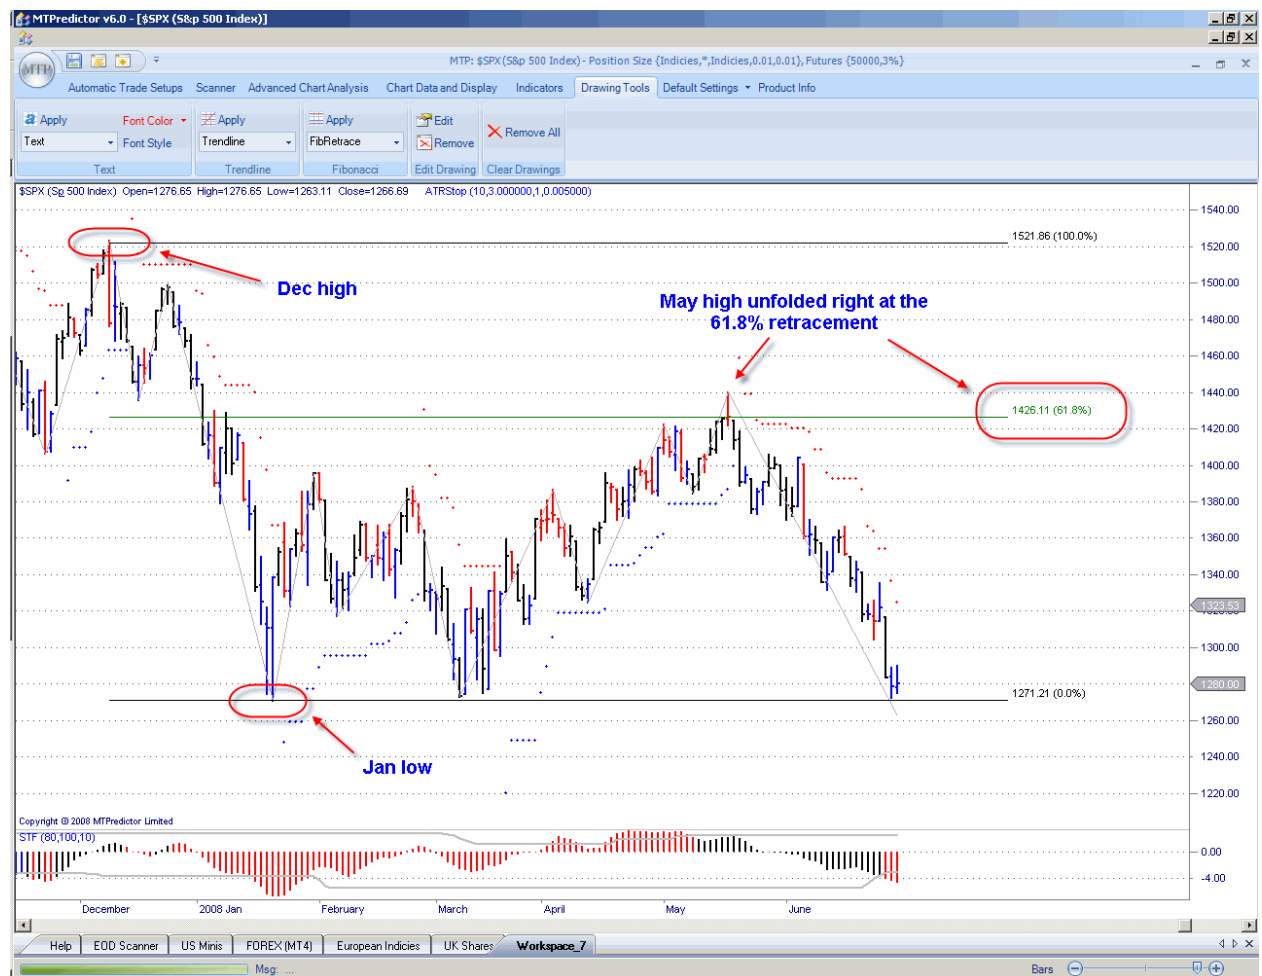 MTPredictor v6.0 - [$SPX (S&p 500 Index)]
MTP
MTP: $SPX(S&p 500 Index) - Position Size {Indicies,*,Indicies,0.01,0.01}, Futures {50000,3%}
Automatic Trade Setups Scanner Advanced Chart Analysis Chart Data and Display Indicators Drawing Tools Default Settings Product Info
a Apply Font Color Apply Apply Edit Remove All
Text Font Style Trendline FibRetrace Remove
Text Trendline Fibonacci Edit Drawing Clear Drawings
$SPX (Sp 500 Index) Open=1276.65 High=1276.65 Low=1263.11 Close=1266.69 ATRStop (10,3.000000,1,0.005000)
1540.00
1521.86 (100.0%)
1520.00
Dec high
1500.00
May high unfolded right at the
61.8% retracement
1480.00
1460.00
1440.00
1426.11 (61.8%)
1420.00
1400.00
1380.00
1360.00
1340.00
1323.53
1300.00
1280.00
1271.21 (0.0%)
1260.00
1240.00
Jan low
1220.00
Copyright © 2008 MTPredictor Limited
STF (80,100,10)
0.00
-4.00
December 2008 Jan February March April May June
Help EOD Scanner US Minis FOREX (MT4) European Indicies UK Shares Workspace_7
Msg: ... Bars